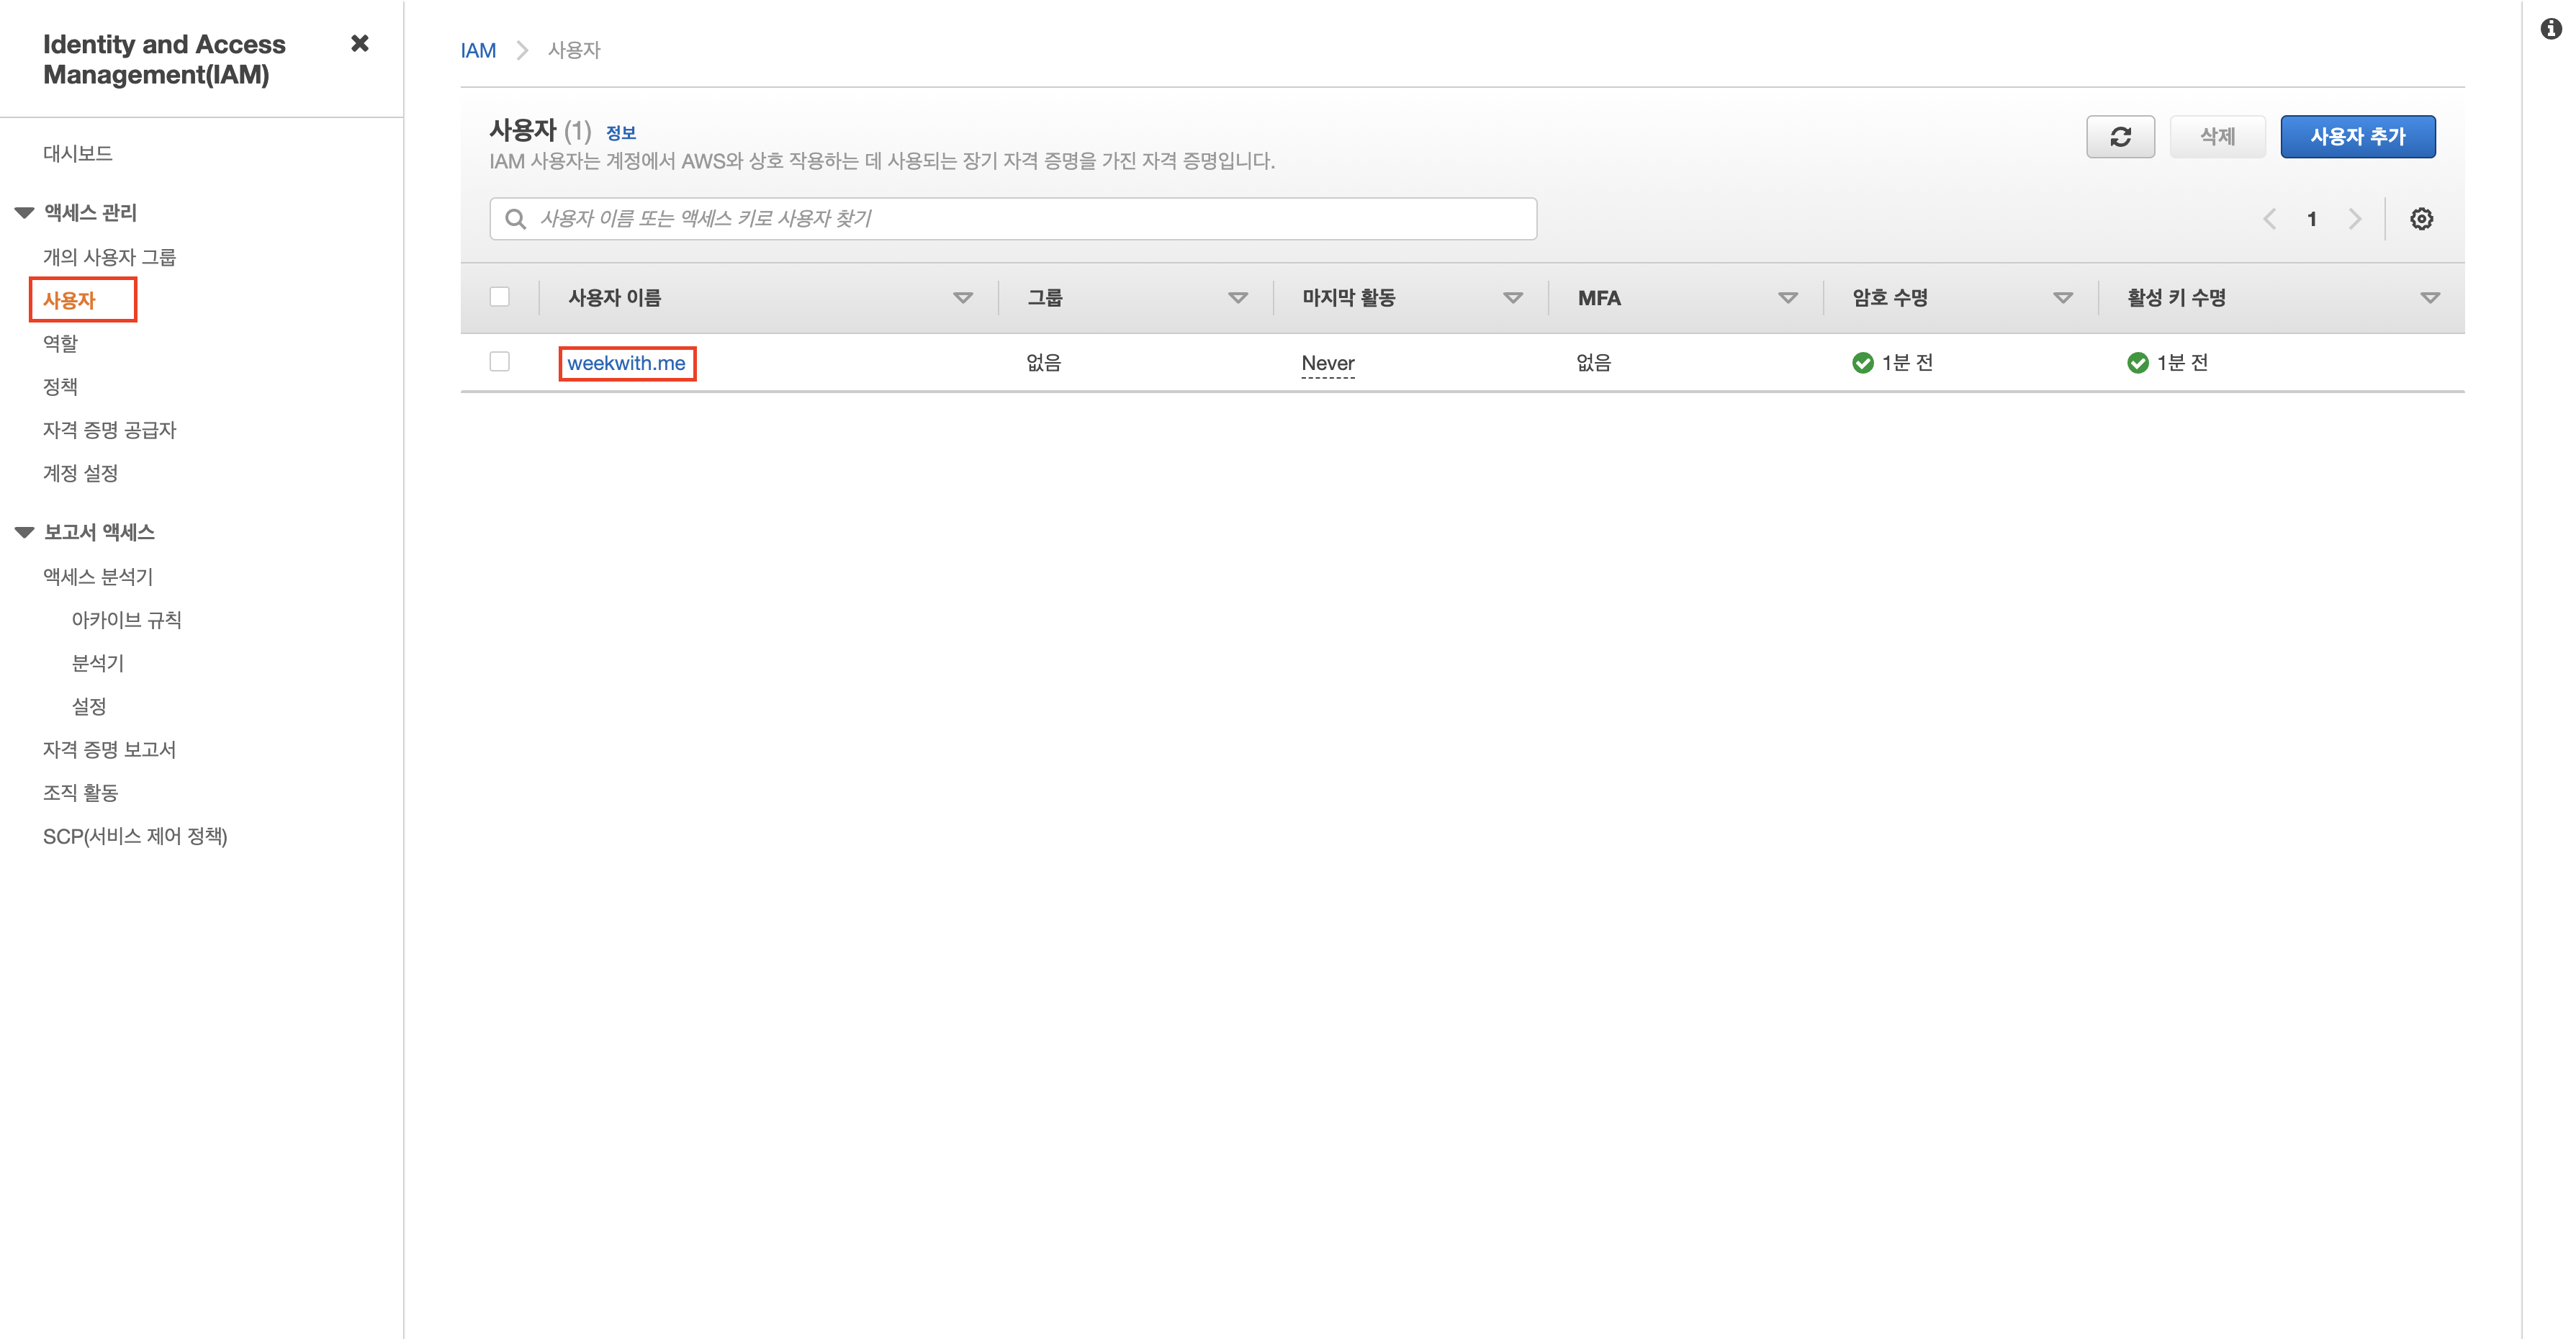 Identity and Access
Management(IAM)
대시보드
액세스 관리
개의 사용자 그룹
사용자
역할
정책
자격 증명 공급자
계정 설정
보고서 액세스
액세스 분석기
아카이브 규칙
분석기
설정
자격 증명 보고서
조직 활동
SCP(서비스 제어 정책)
IAM 사용자
사용자 (1) 정보
IAM 사용자는 계정에서 AWS와 상호 작용하는 데 사용되는 장기 자격 증명을 가진 자격 증명입니다.
삭제 사용자 추가
사용자 이름 또는 액세스 키로 사용자 찾기
1
사용자 이름 그룹 마지막 활동 MFA 암호 수명 활성 키 수명
weekwith.me 없음 Never 없음 1분 전 1분 전